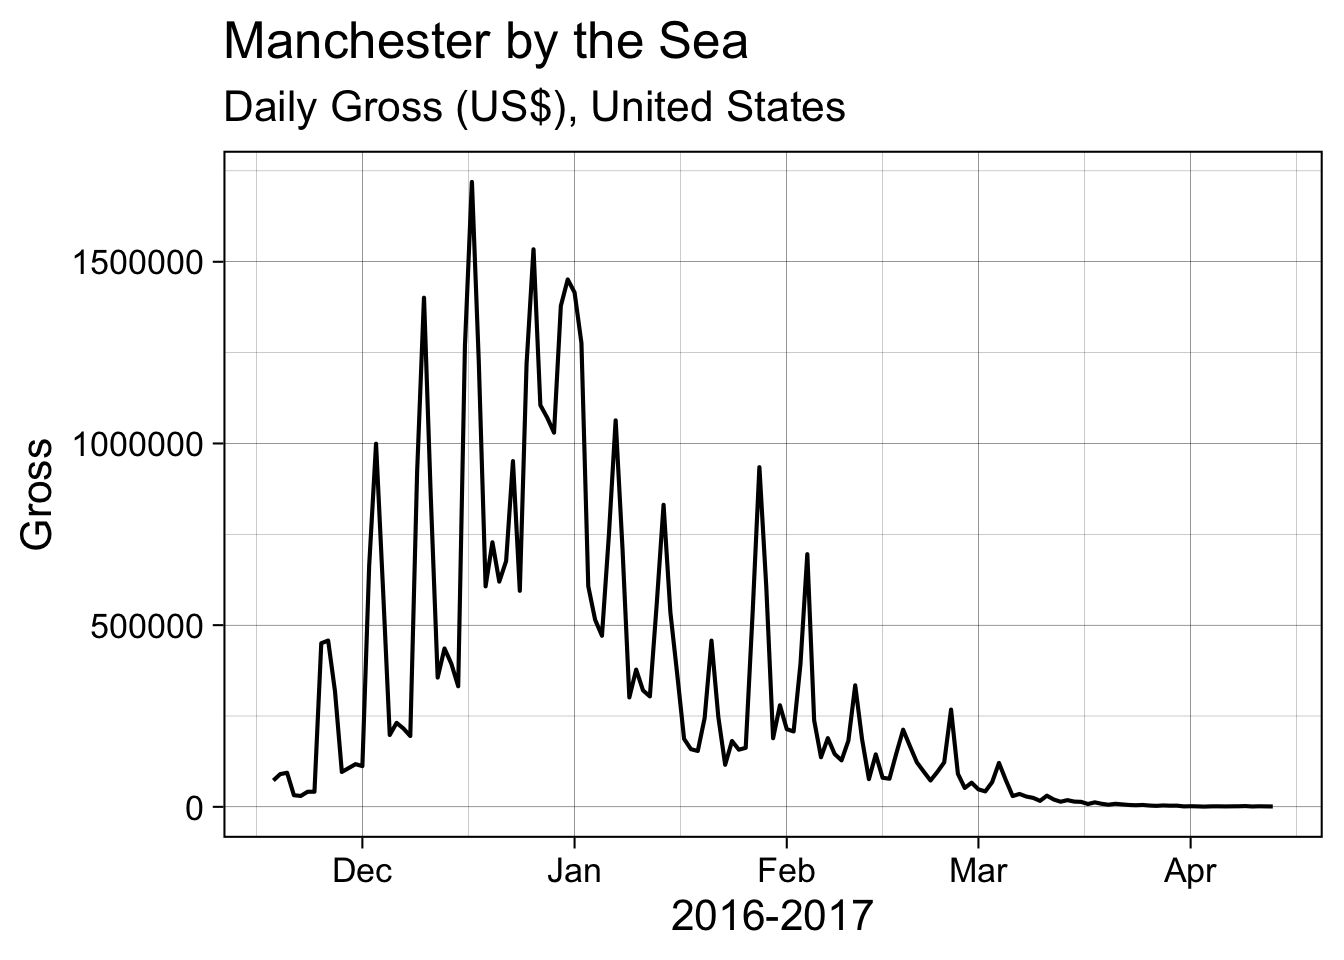 Manchester by the Sea
Daily Gross (US$), United States
Gross
1500000
1000000
500000
0
Dec Jan Feb Mar Apr
2016-2017